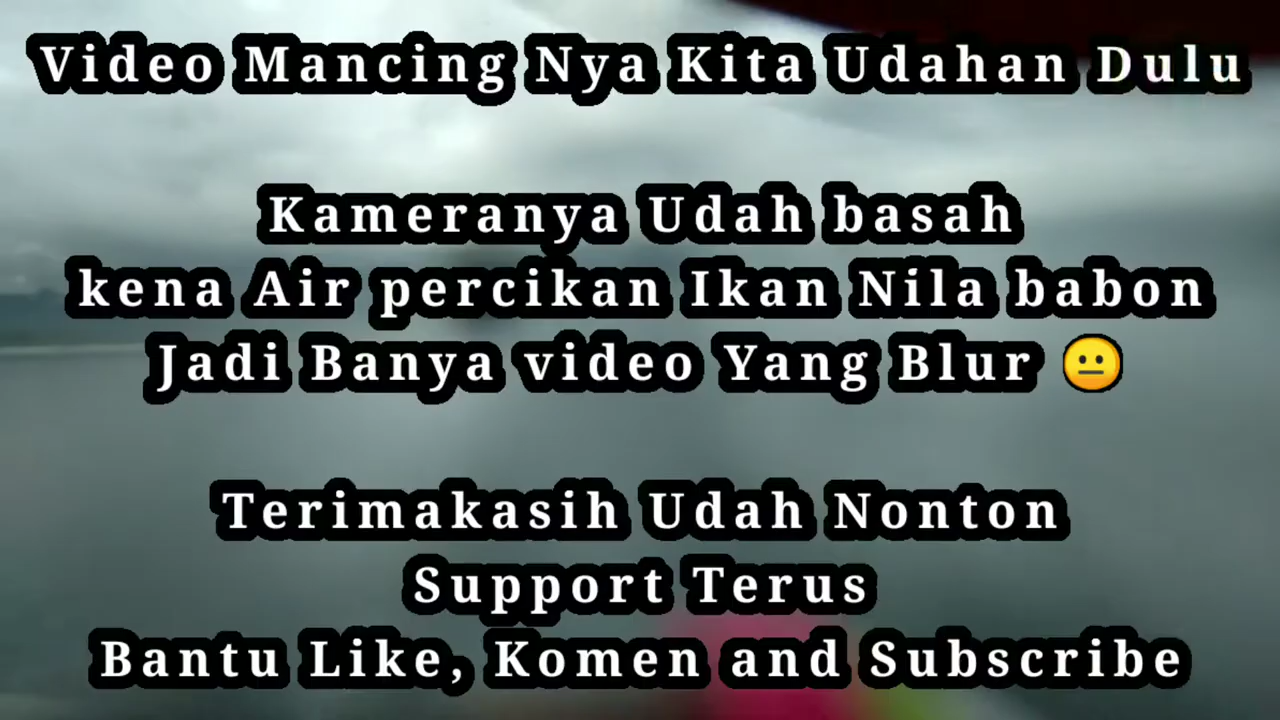 Video Mancing Nya Kita Udahan Dulu
Kameranya Udah basah
kena Air percikan Ikan Nila babon
Jadi Banya video Yang Blur 😐
Terimakasih Udah Nonton
Support Terus
Bantu Like, Komen and Subscribe